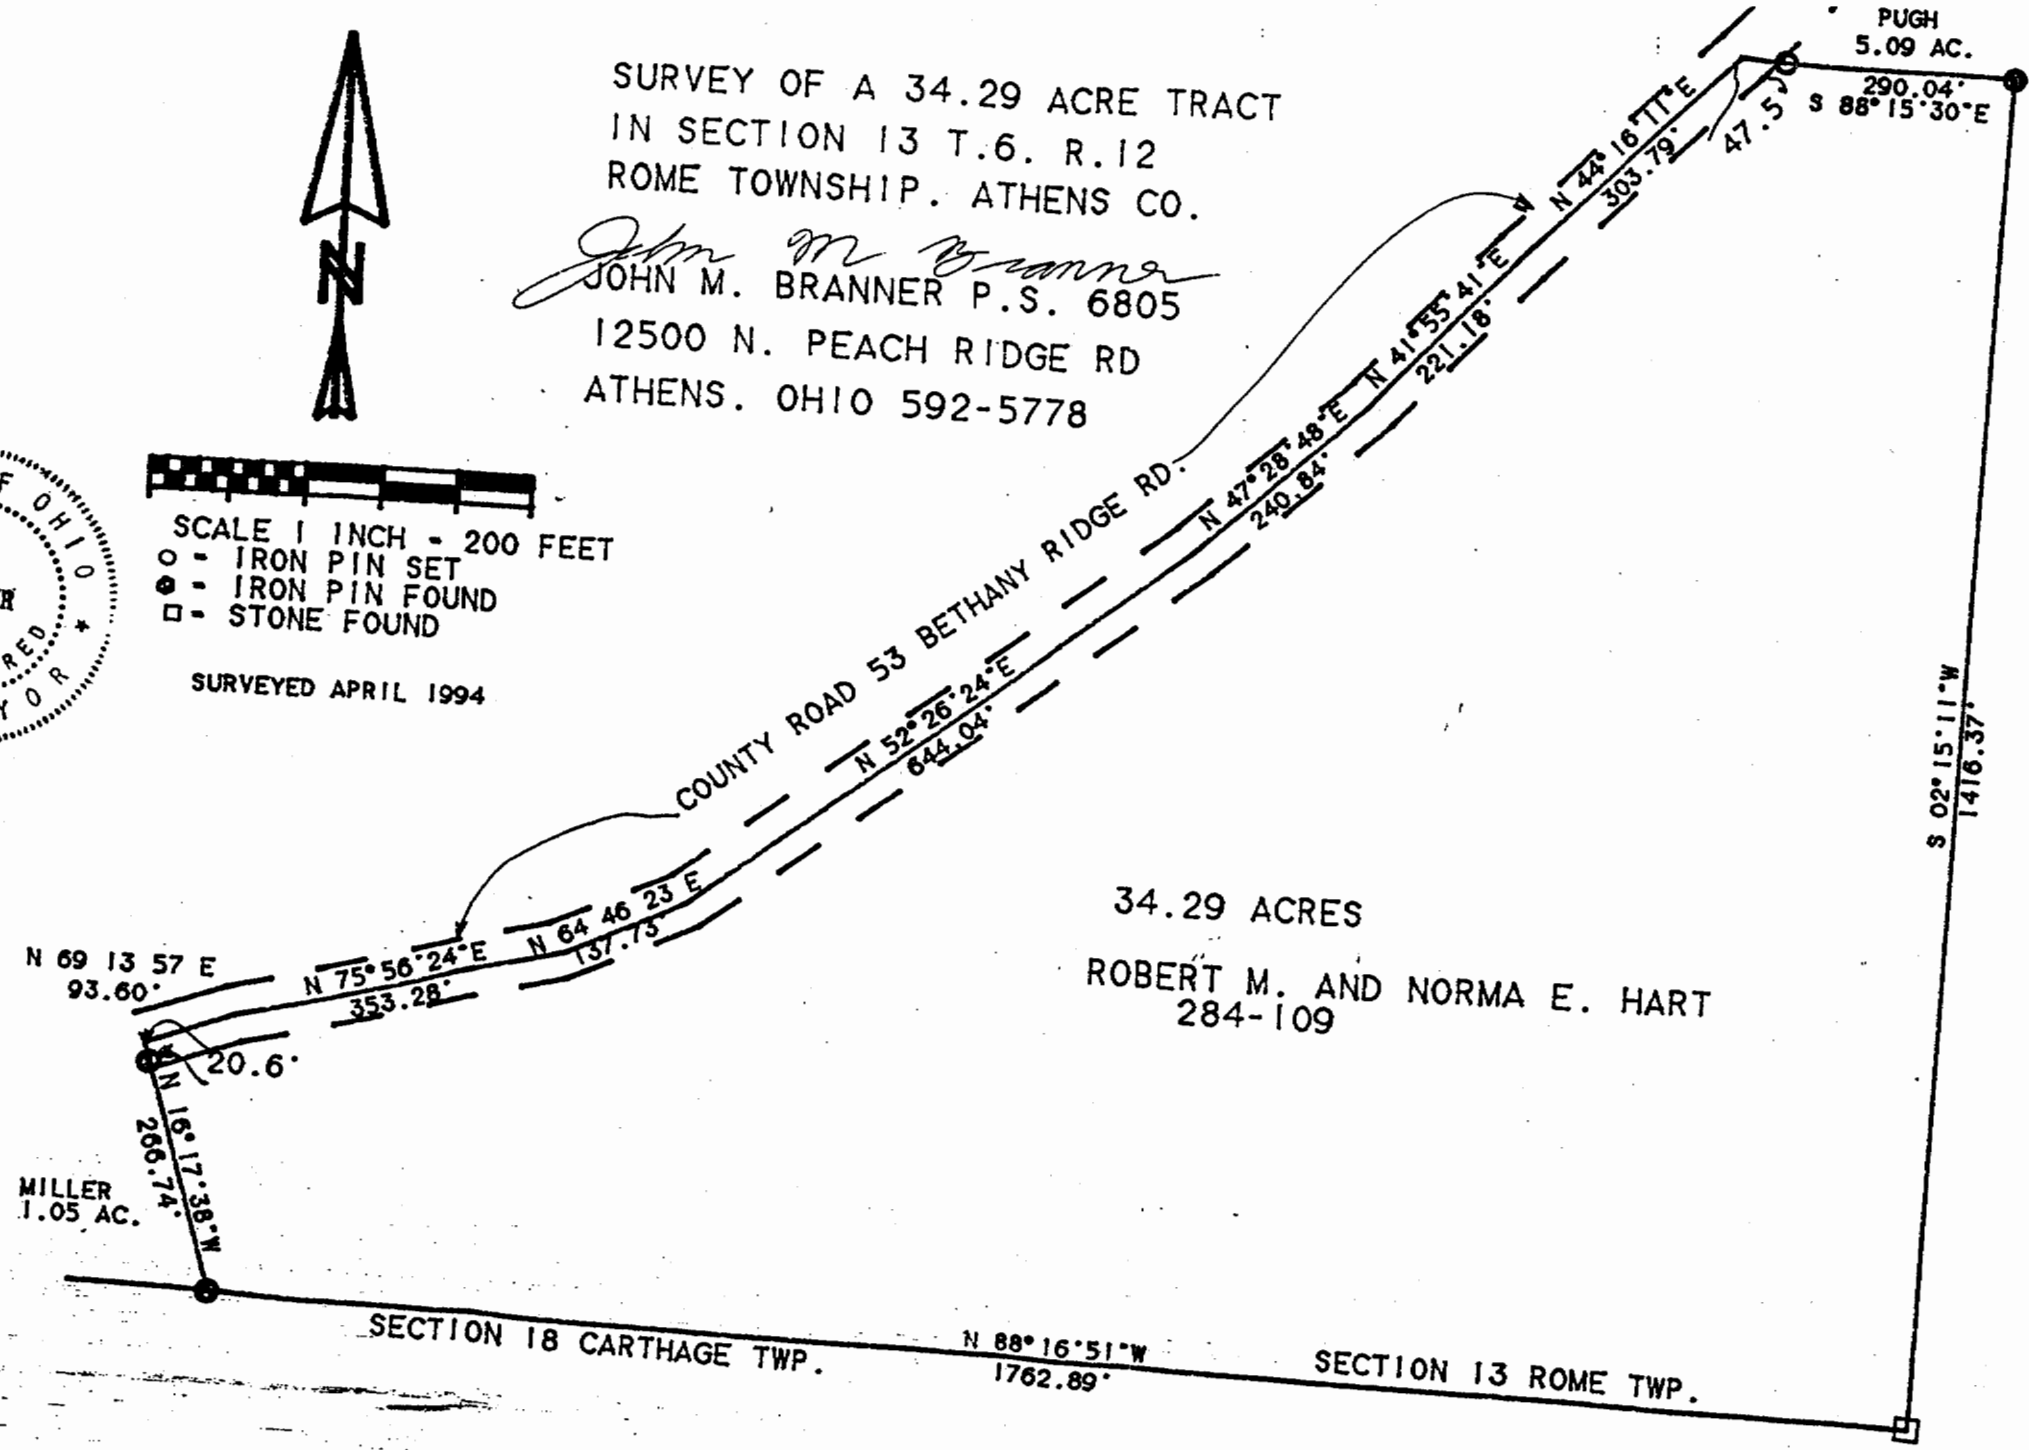 PUGH
5.09 AC.
290.04'
S 88°15'30"E
47.5'
SURVEY OF A 34.29 ACRE TRACT
IN SECTION 13 T.6. R.12
ROME TOWNSHIP. ATHENS CO.
John M Branner
JOHN M. BRANNER P.S. 6805
12500 N. PEACH RIDGE RD
ATHENS. OHIO 592-5778
N
F OHIO
RED
YOR
SCALE 1 INCH = 200 FEET
O - IRON PIN SET
- IRON PIN FOUND
□ - STONE FOUND
SURVEYED APRIL 1994
N 44°16'11"E
303.79'
N 41°55'41"E
221.18'
N 47°28'48"E
240.84'
COUNTY ROAD 53 BETHANY RIDGE RD.
N 52°26'24"E
644.04'
N 64 46 23 E
137.73'
N 75°56'24"E
353.28'
N 69 13 57 E
93.60'
20.6'
N 16°17'38"W
266.74'
MILLER
1.05 AC.
S 02°15'11"W
1416.37'
34.29 ACRES
ROBERT M. AND NORMA E. HART
284-109
SECTION 18 CARTHAGE TWP.
N 88°16'51"W
1762.89'
SECTION 13 ROME TWP.